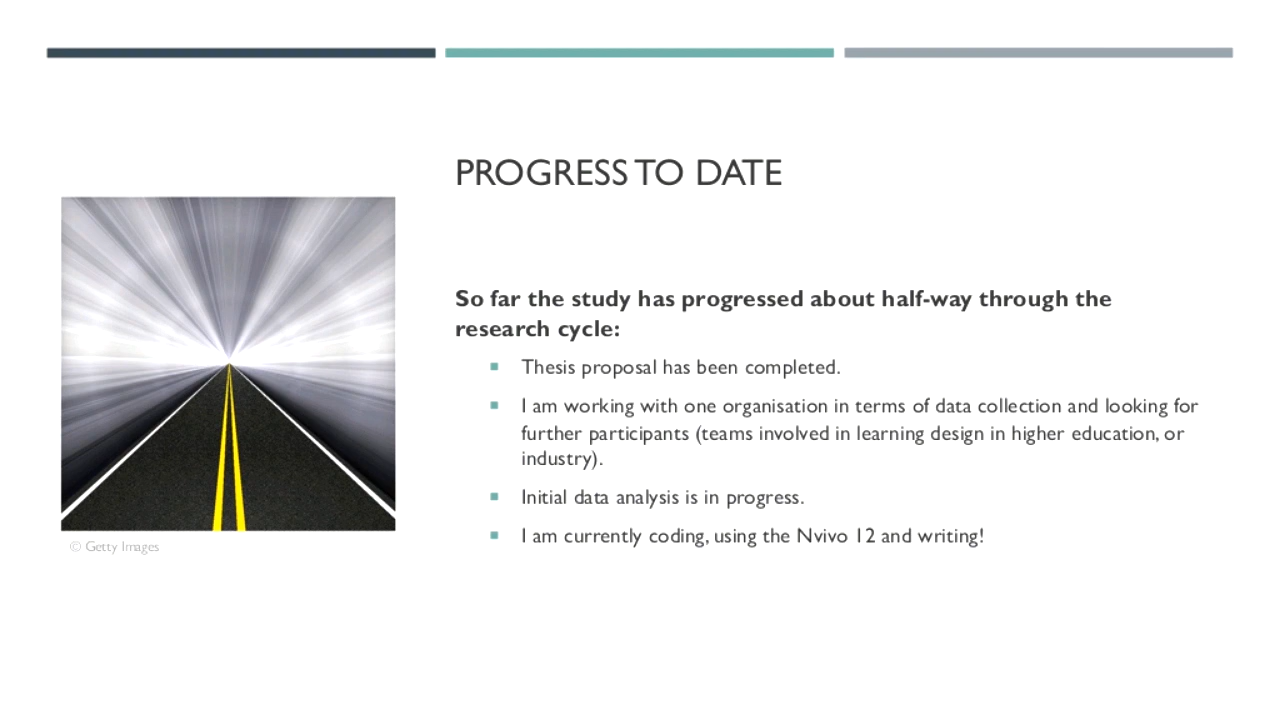 PROGRESS TO DATE
So far the study has progressed about half-way through the
research cycle:
Thesis proposal has been completed.
I am working with one organisation in terms of data collection and looking for
further participants (teams involved in learning design in higher education, or
industry).
Initial data analysis is in progress.
I am currently coding, using the Nvivo 12 and writing!
© Getty Images